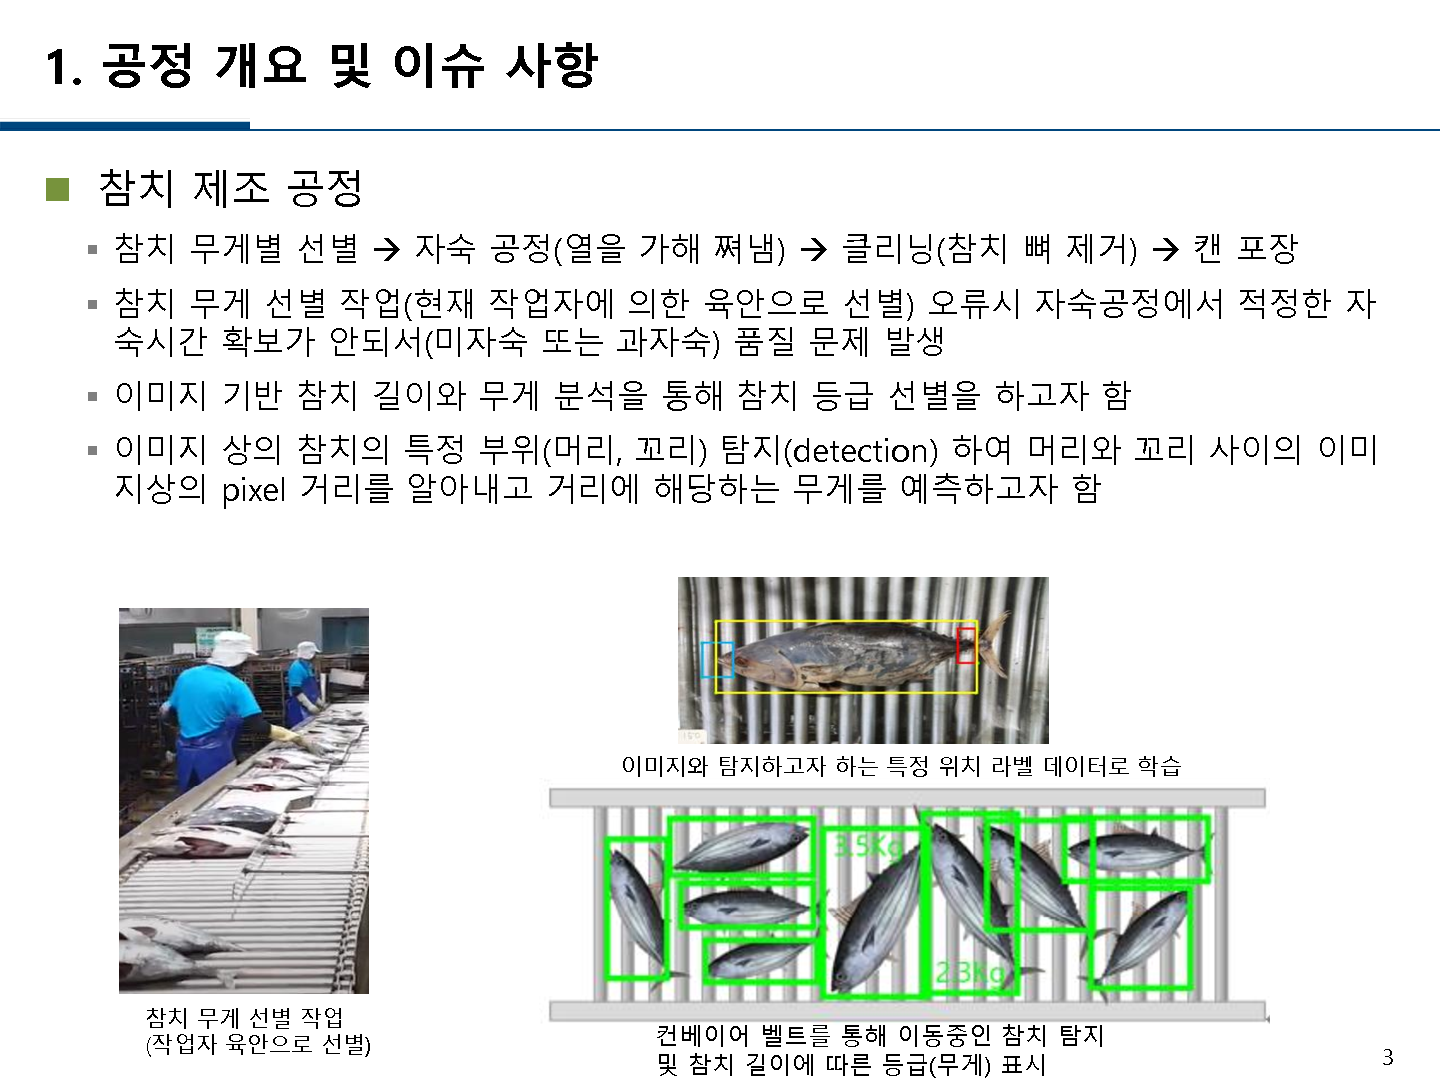 1. 공정 개요 및 이슈 사항
참치 제조 공정
참치 무게별 선별 → 자숙 공정(열을 가해 쪄냄) → 클리닝(참치 뼈 제거) → 캔 포장
참치 무게 선별 작업(현재 작업자에 의한 육안으로 선별) 오류시 자숙공정에서 적정한 자
숙시간 확보가 안되서(미자숙 또는 과자숙) 품질 문제 발생
이미지 기반 참치 길이와 무게 분석을 통해 참치 등급 선별을 하고자 함
이미지 상의 참치의 특정 부위(머리, 꼬리) 탐지(detection) 하여 머리와 꼬리 사이의 이미
지상의 pixel 거리를 알아내고 거리에 해당하는 무게를 예측하고자 함
이미지와 탐지하고자 하는 특정 위치 라벨 데이터로 학습
3.5Kg
2.3Kg
참치 무게 선별 작업
(작업자 육안으로 선별)
컨베이어 벨트를 통해 이동중인 참치 탐지
및 참치 길이에 따른 등급(무게) 표시
3